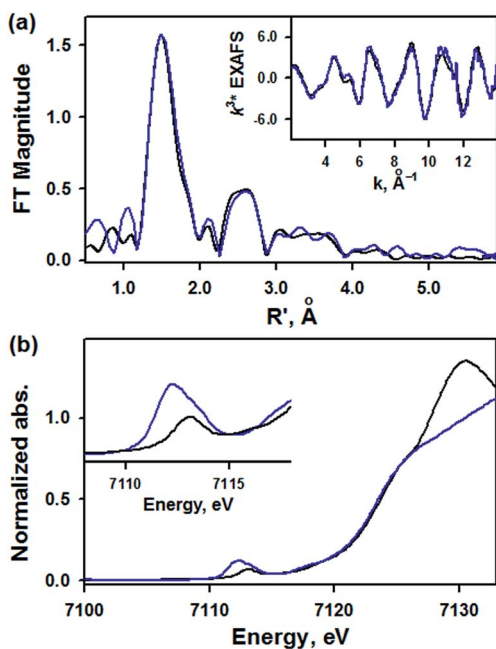 (a)
FT Magnitude
1.5
1.0
0.5
0.0
1.0 2.0 3.0 4.0 5.0
R', Å
k³* EXAFS
6.0
0.0
-6.0
4 6 8 10 12
k, Å⁻¹
(b)
Normalized abs.
1.0
0.5
0.0
7100 7110 7120 7130
Energy, eV
7110 7115
Energy, eV